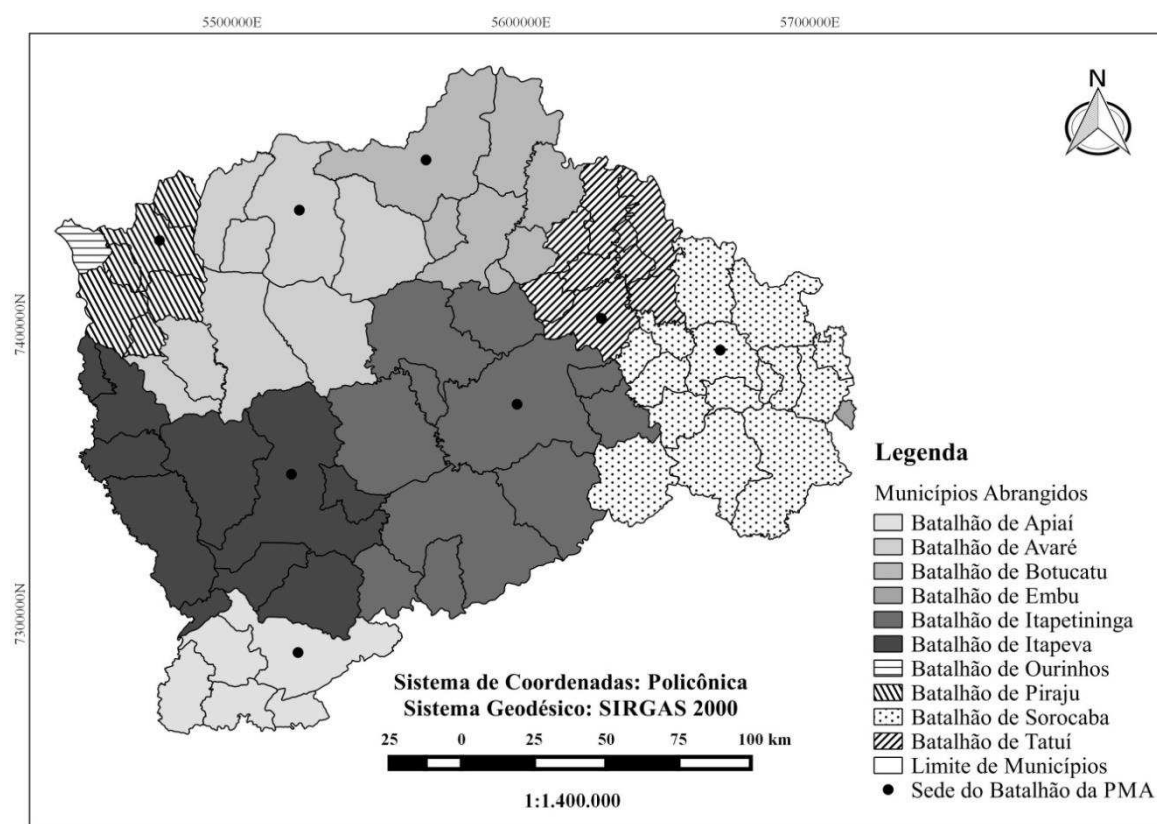 5500000E 5600000E 5700000E
N
7400000N
7300000N
Legenda
Municípios Abrangidos
Batalhão de Apiaí
Batalhão de Avaré
Batalhão de Botucatu
Batalhão de Embu
Batalhão de Itapetininga
Batalhão de Itapeva
Batalhão de Ourinhos
Batalhão de Piraju
Batalhão de Sorocaba
Batalhão de Tatuí
Limite de Municípios
Sede do Batalhão da PMA
Sistema de Coordenadas: Policônica
Sistema Geodésico: SIRGAS 2000
25 0 25 50 75 100 km
1:1.400.000